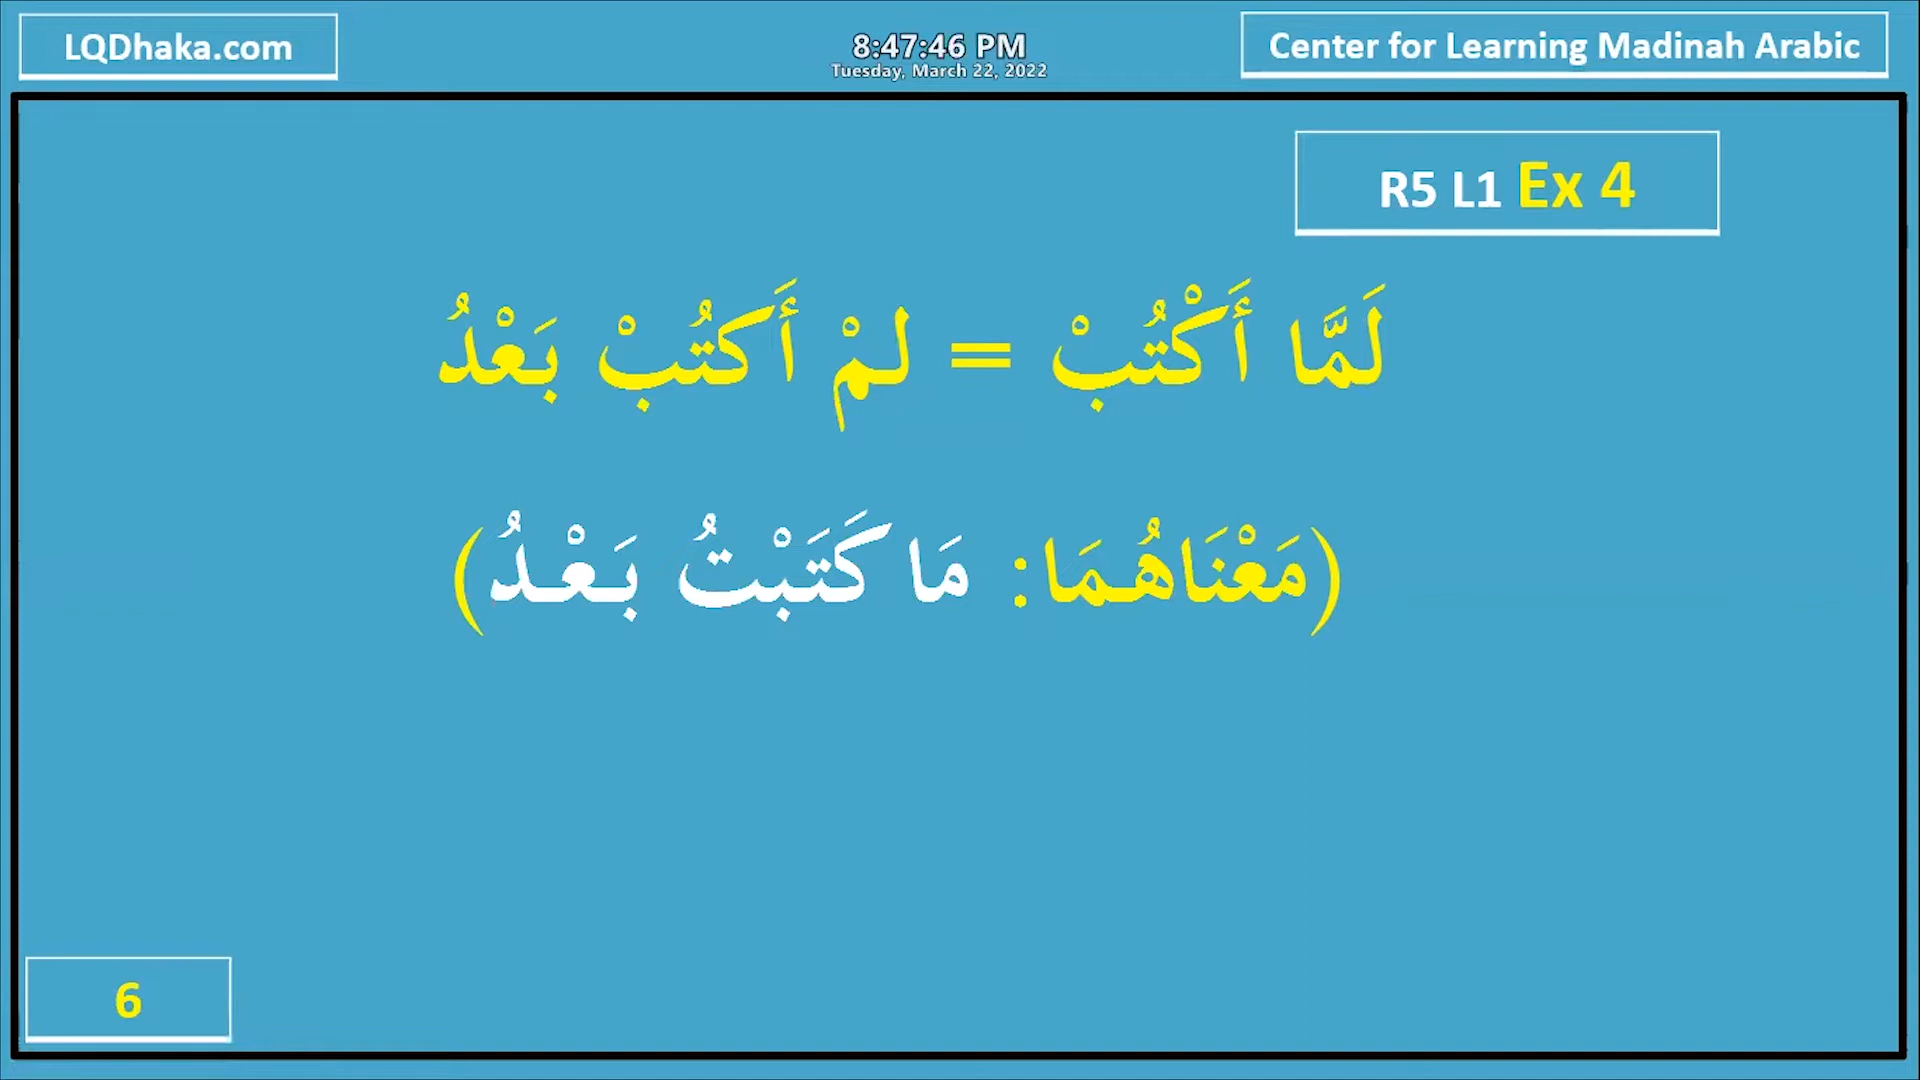 LQDhaka.com
8:47:46 PM
Tuesday, March 22, 2022
Center for Learning Madinah Arabic
R5 L1 Ex 4
لَمَّا أَكْتُبْ = لمْ أَكتُبْ بَعْدُ
(مَعْنَاهُمَا: مَا كَتَبْتُ بَعْدُ)
6